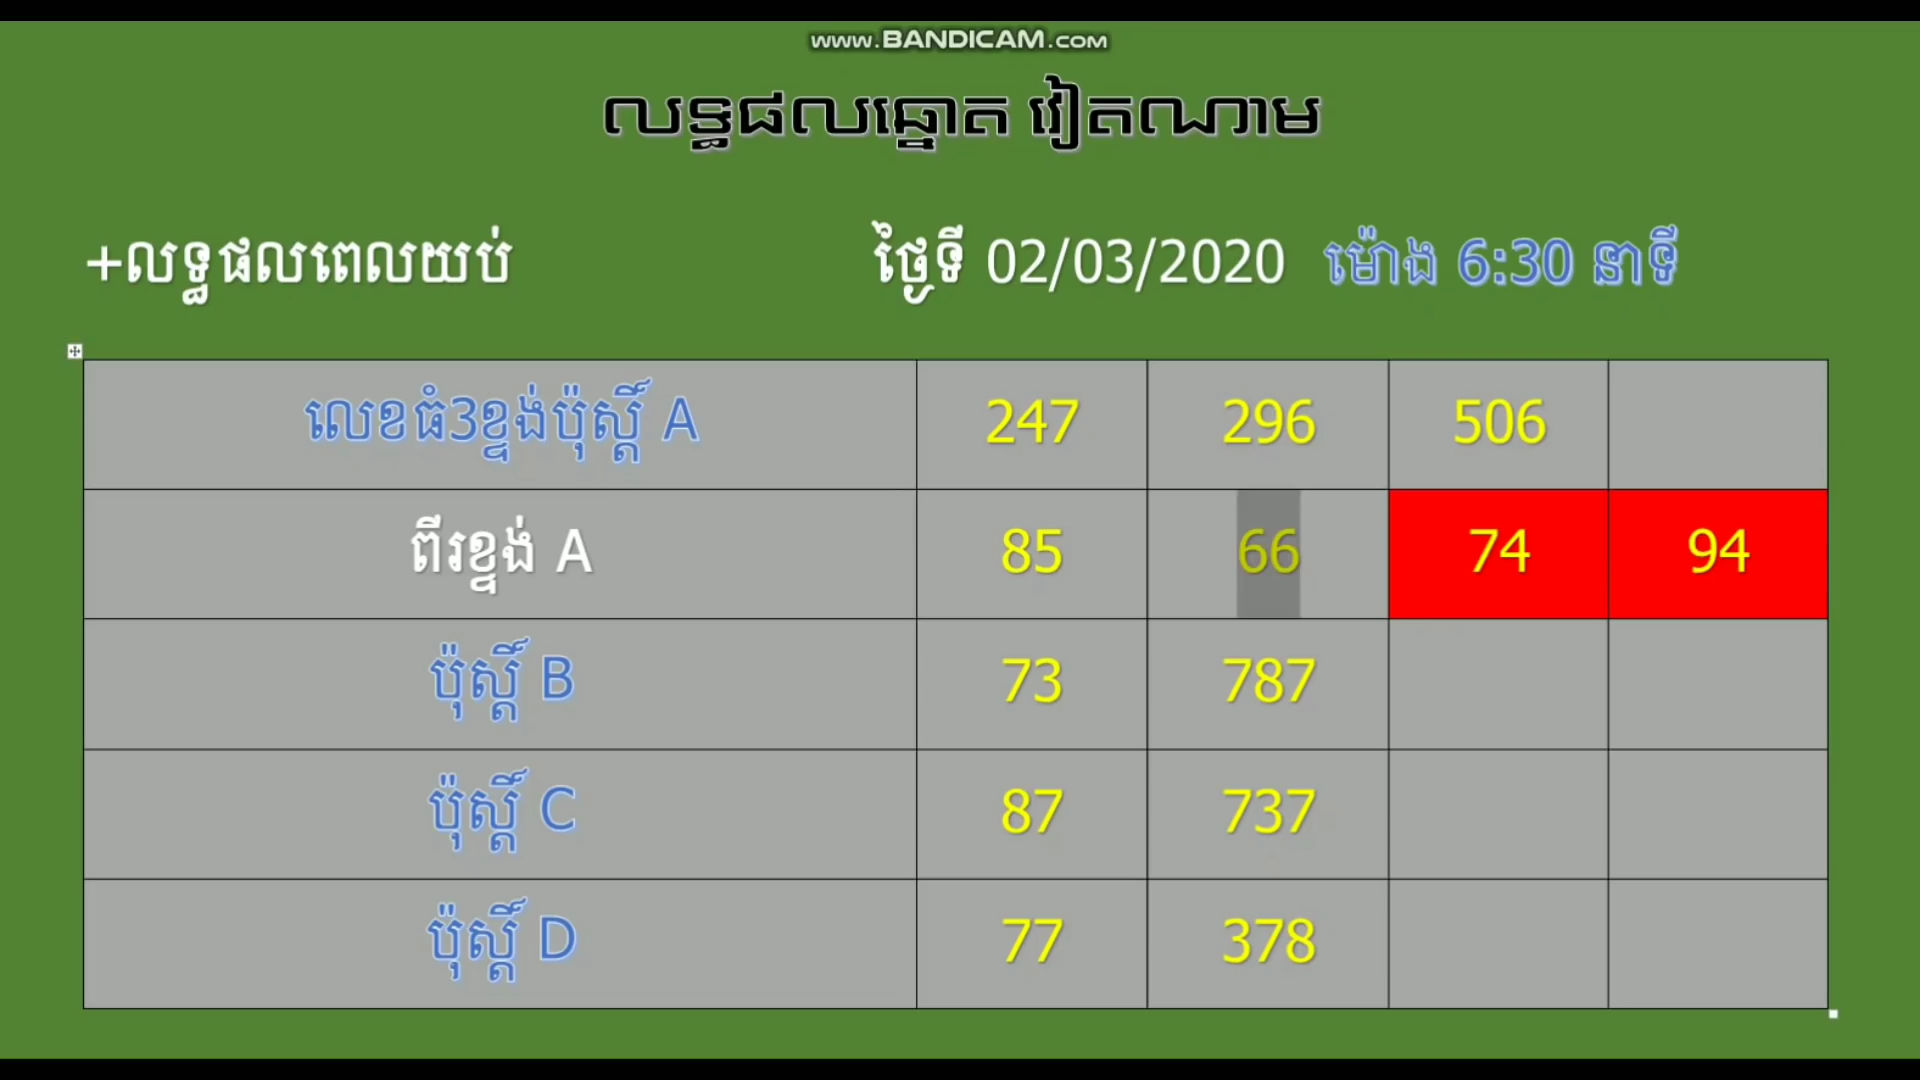 www.BANDICAM.com
លទ្ធផលឆ្នោត វៀតណាម
+លទ្ធផលពេលយប់ ថ្ងៃទី 02/03/2020 ម៉ោង 6:30 នាទី
លេខធំ3ខ្ទង់ប៉ុស្តិ៍ A 247 296 506
ពីរខ្ទង់ A 85 66 74 94
ប៉ុស្តិ៍ B 73 787
ប៉ុស្តិ៍ C 87 737
ប៉ុស្តិ៍ D 77 378